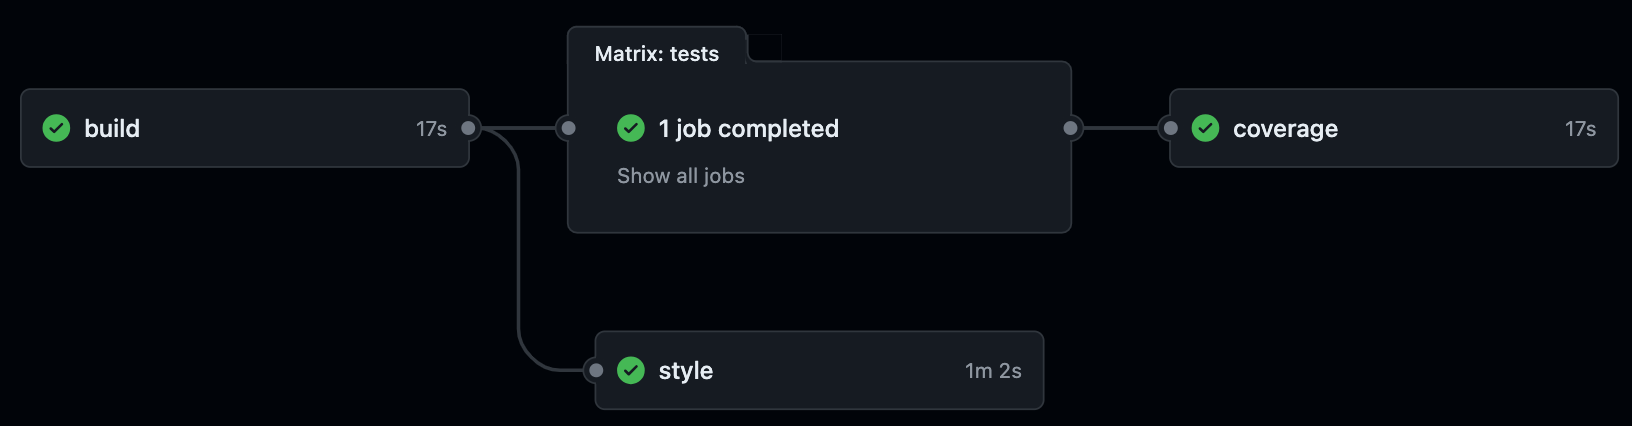 build 17s
Matrix: tests
1 job completed
Show all jobs
coverage 17s
style 1m 2s